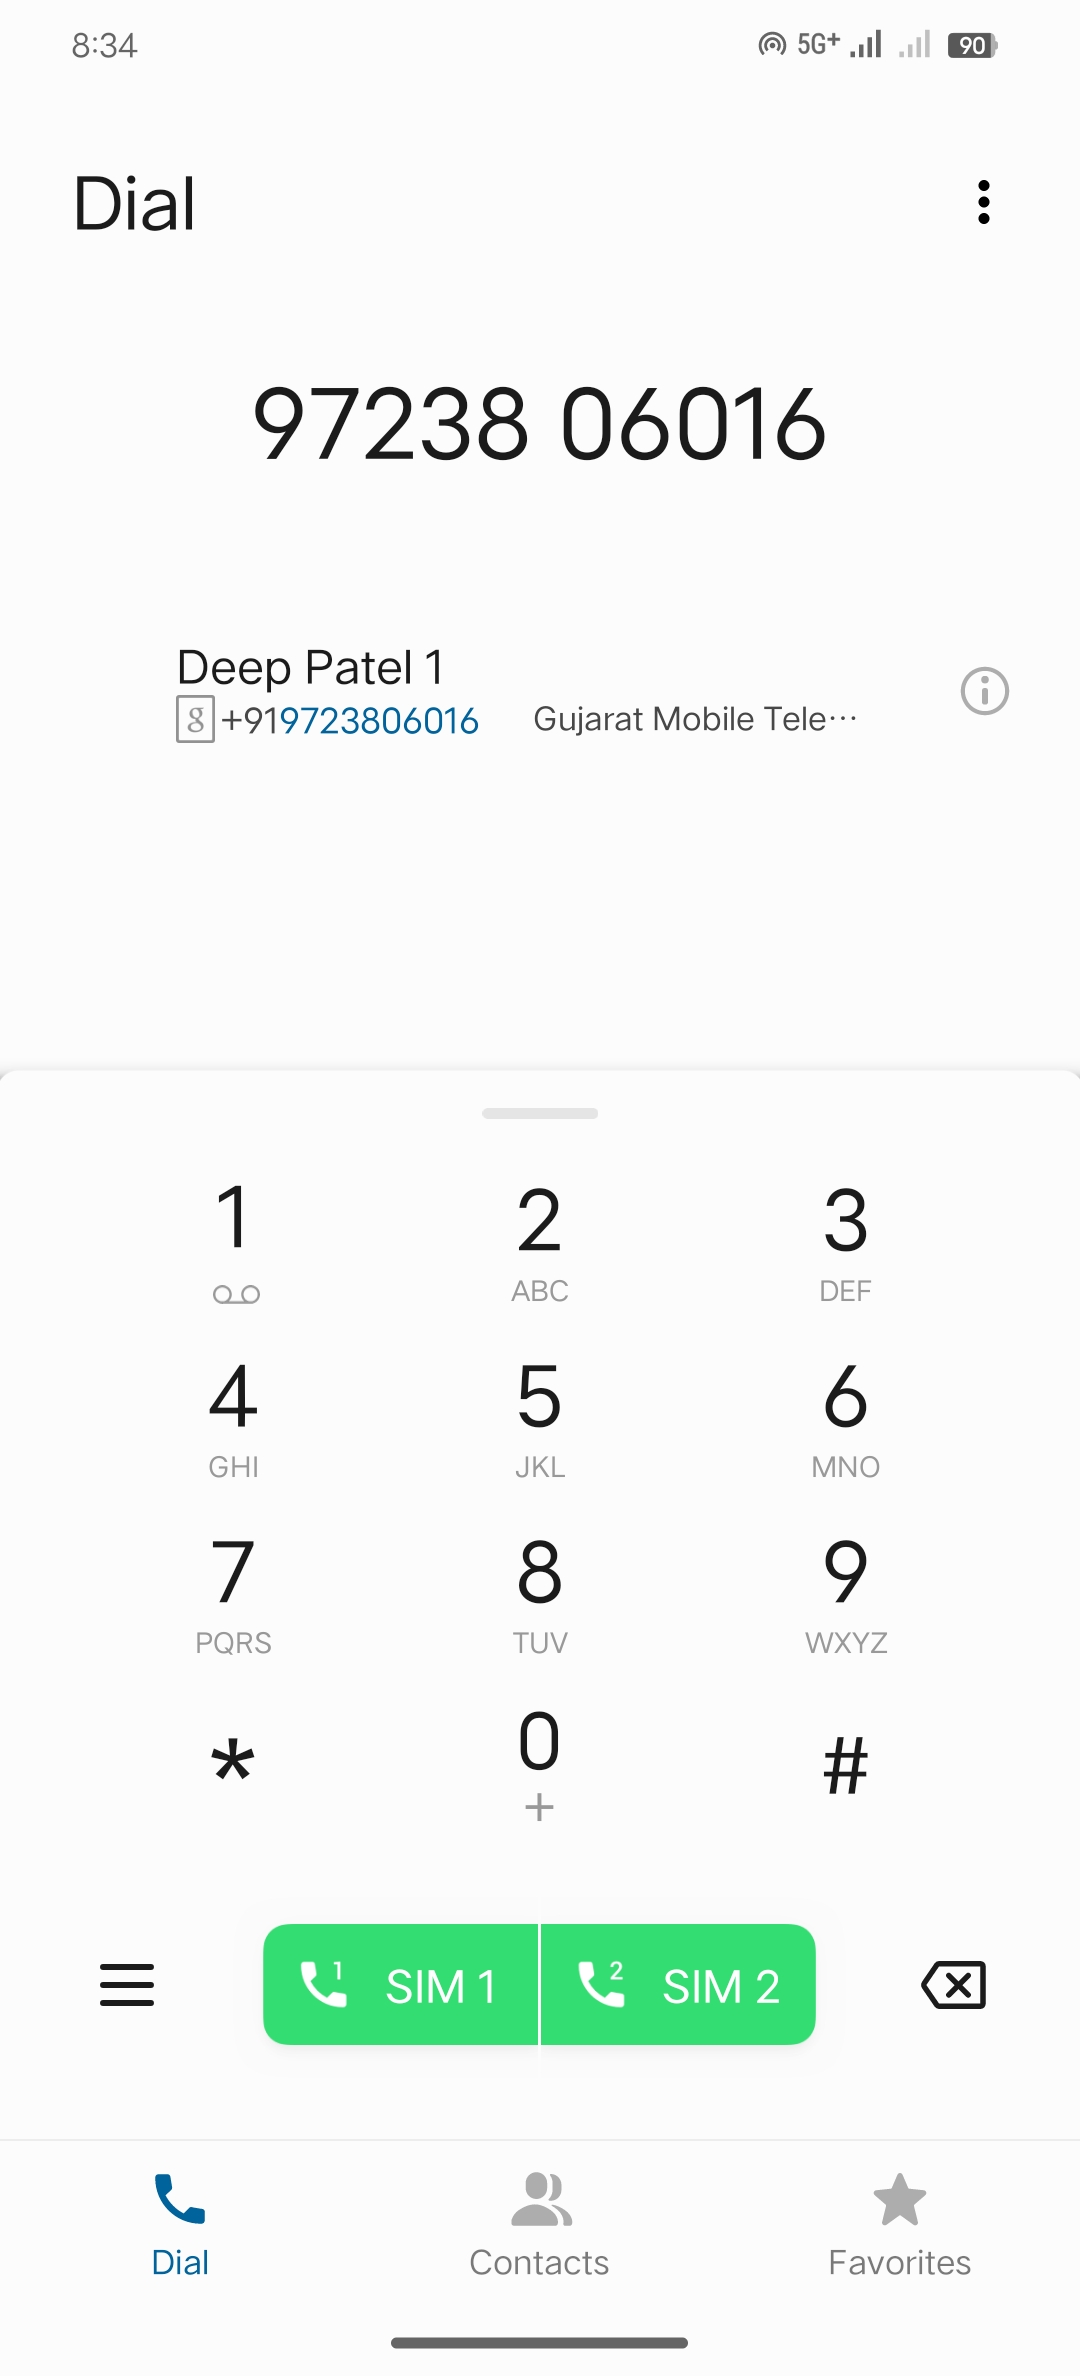 8:34 5G+ 90
Dial
97238 06016
Deep Patel 1
g +919723806016 Gujarat Mobile Tele···
1 2 3
ABC DEF
4 5 6
GHI JKL MNO
7 8 9
PQRS TUV WXYZ
* 0 #
+
1 SIM 1 2 SIM 2
Dial Contacts Favorites